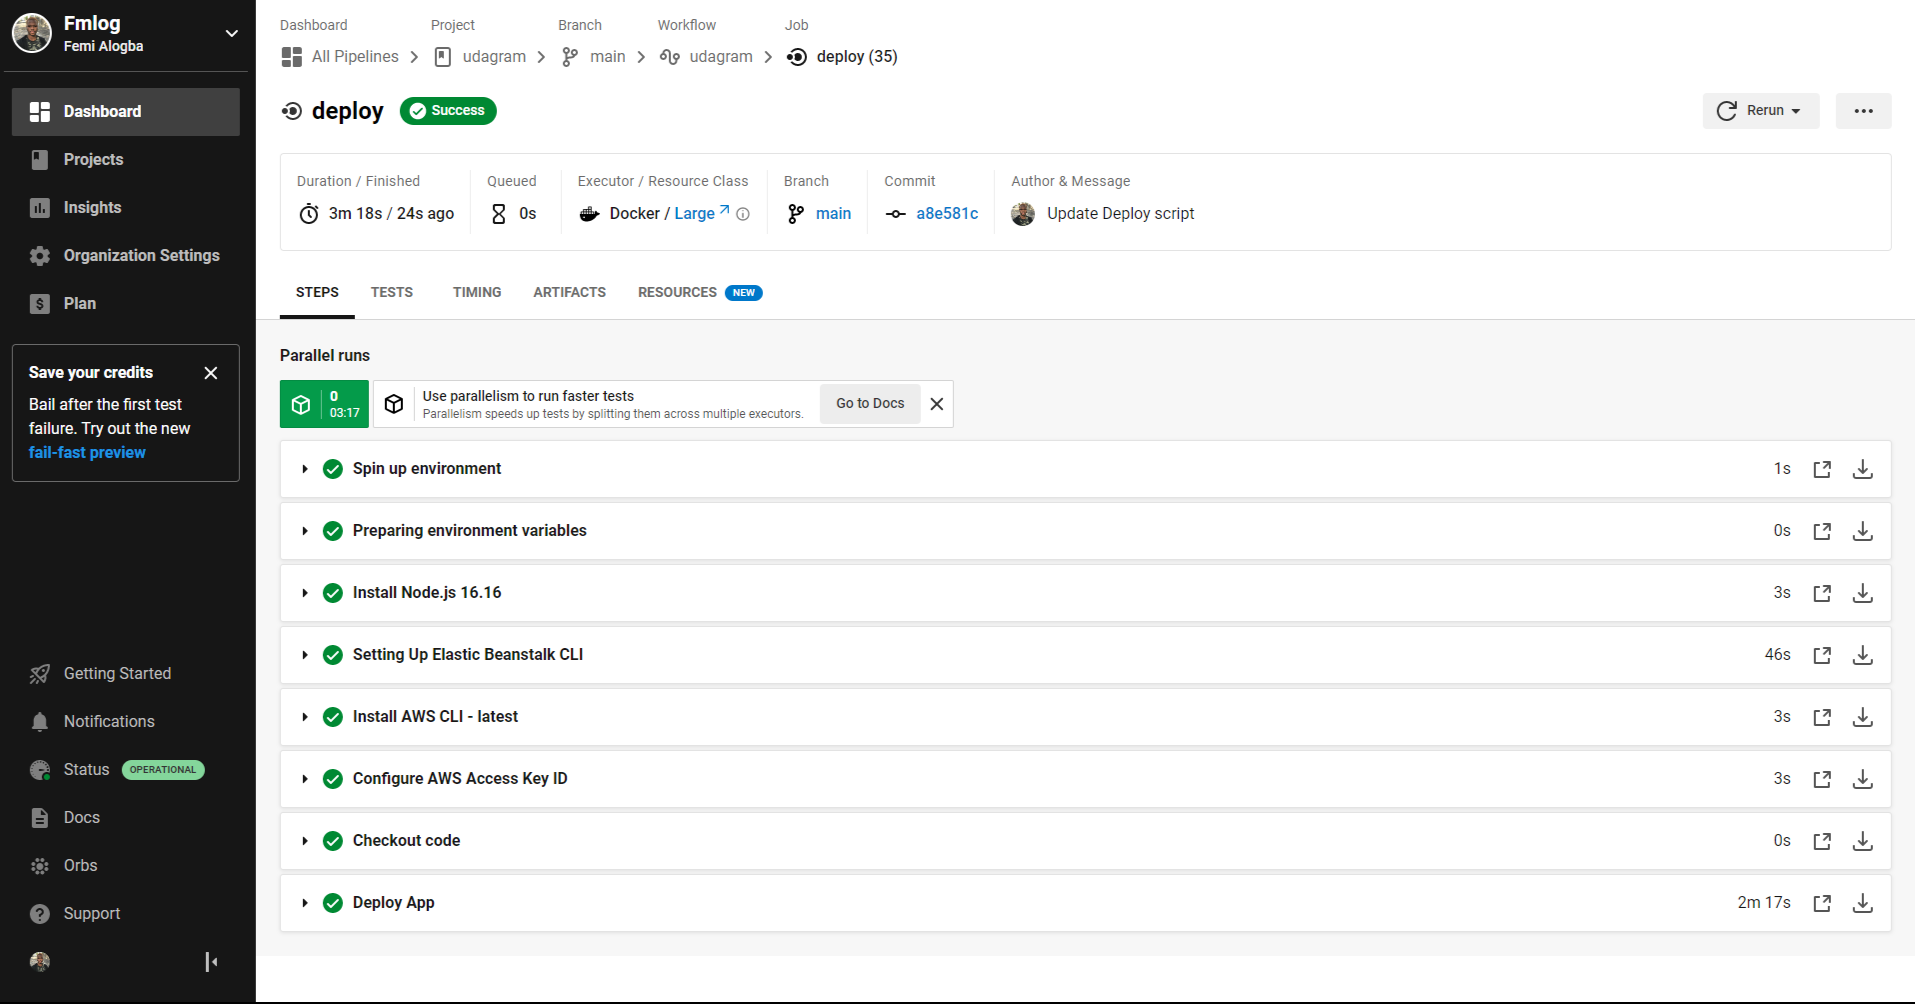 Fmlog
Femi Alogba
Dashboard
Projects
Insights
Organization Settings
Plan
Save your credits
Bail after the first test
failure. Try out the new
fail-fast preview
Getting Started
Notifications
Status OPERATIONAL
Docs
Orbs
Support
Dashboard Project Branch Workflow Job
All Pipelines udagram main udagram deploy (35)
deploy Success
Rerun
Duration / Finished Queued Executor / Resource Class Branch Commit Author & Message
3m 18s / 24s ago 0s Docker / Large main a8e581c Update Deploy script
STEPS TESTS TIMING ARTIFACTS RESOURCES NEW
Parallel runs
0
03:17
Use parallelism to run faster tests
Parallelism speeds up tests by splitting them across multiple executors.
Go to Docs
Spin up environment 1s
Preparing environment variables 0s
Install Node.js 16.16 3s
Setting Up Elastic Beanstalk CLI 46s
Install AWS CLI - latest 3s
Configure AWS Access Key ID 3s
Checkout code 0s
Deploy App 2m 17s